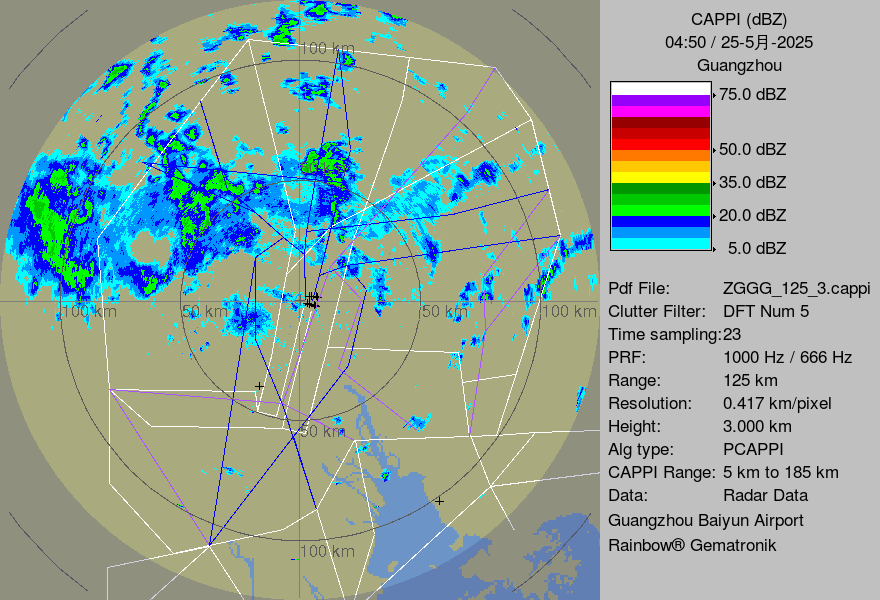 100 km
100 km
50 km
50 km
100 km
50 km
-100 km
CAPPI (dBZ)
04:50 / 25-5月-2025
Guangzhou
75.0 dBZ
50.0 dBZ
35.0 dBZ
20.0 dBZ
5.0 dBZ
Pdf File: ZGGG_125_3.cappi
Clutter Filter: DFT Num 5
Time sampling:23
PRF: 1000 Hz / 666 Hz
Range: 125 km
Resolution: 0.417 km/pixel
Height: 3.000 km
Alg type: PCAPPI
CAPPI Range: 5 km to 185 km
Data: Radar Data
Guangzhou Baiyun Airport
Rainbow® Gematronik